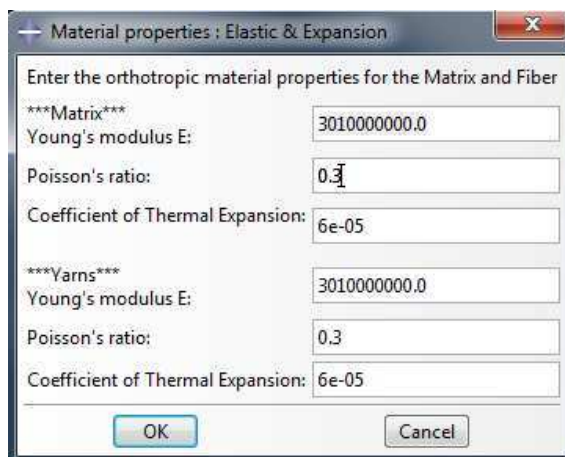 Material properties : Elastic & Expansion
Enter the orthotropic material properties for the Matrix and Fiber
***Matrix***
Young's modulus E: 3010000000.0
Poisson's ratio: 0.3
Coefficient of Thermal Expansion: 6e-05
***Yarns***
Young's modulus E: 3010000000.0
Poisson's ratio: 0.3
Coefficient of Thermal Expansion: 6e-05
OK Cancel